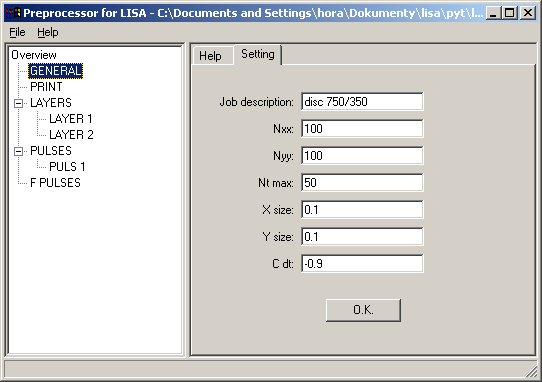 Preprocessor for LISA - C:\Documents and Settings\hora\Dokumenty\lisa\pyt\l...
File Help
Overview
GENERAL
PRINT
LAYERS
LAYER 1
LAYER 2
PULSES
PULS 1
F PULSES
Help Setting
Job description: disc 750/350
Nxx: 100
Nyy: 100
Nt max: 50
X size: 0.1
Y size: 0.1
C dt: -0.9
O.K.